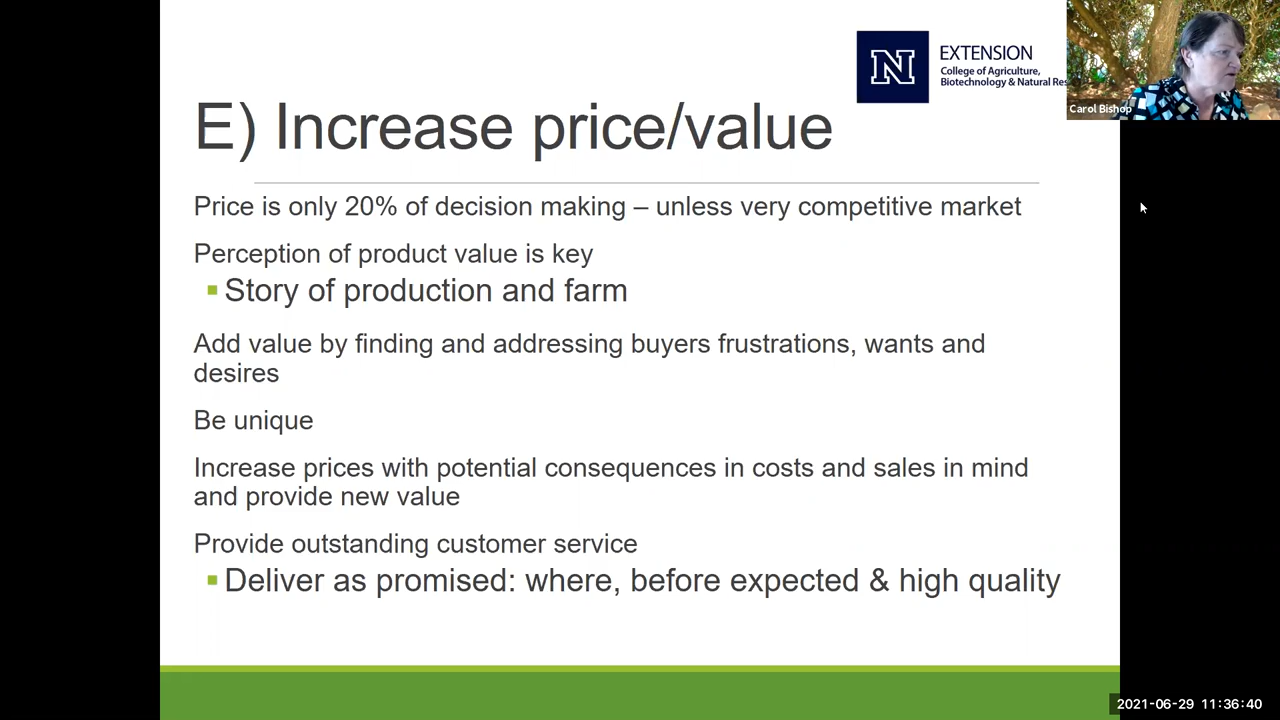 N
EXTENSION
College of Agriculture,
Biotechnology & Natural Res
Carol Bishop
E) Increase price/value
Price is only 20% of decision making – unless very competitive market
Perception of product value is key
Story of production and farm
Add value by finding and addressing buyers frustrations, wants and
desires
Be unique
Increase prices with potential consequences in costs and sales in mind
and provide new value
Provide outstanding customer service
Deliver as promised: where, before expected & high quality
2021-06-29 11:36:40